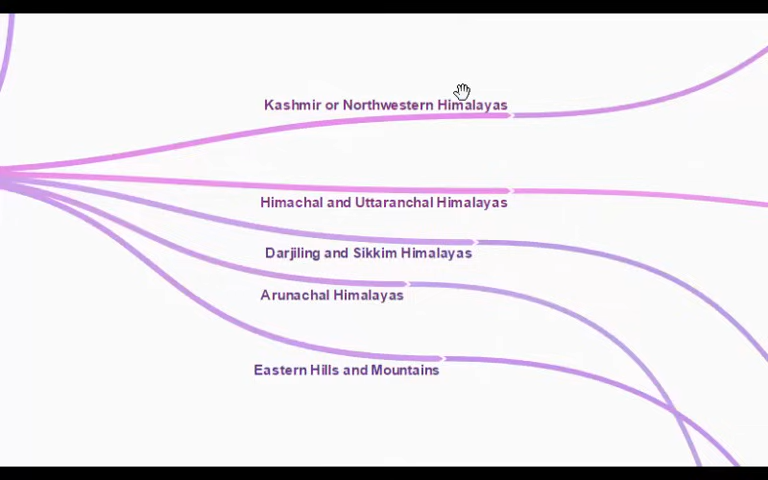 Kashmir or Northwestern Himalayas
Himachal and Uttaranchal Himalayas
Darjiling and Sikkim Himalayas
Arunachal Himalayas
Eastern Hills and Mountains